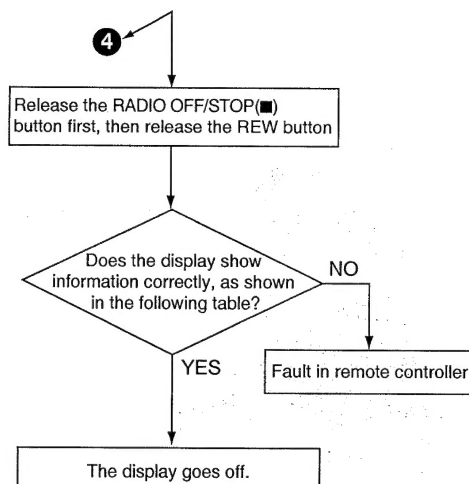 4
Release the RADIO OFF/STOP(■)
button first, then release the REW button
Does the display show
information correctly, as shown
in the following table?
NO
YES
Fault in remote controller
The display goes off.